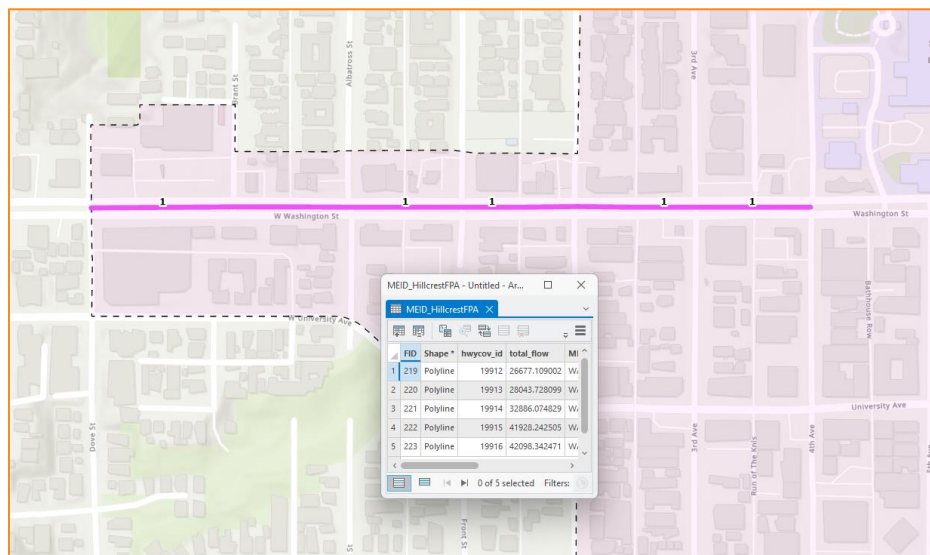 Grant St
Albatross St
3rd Ave
1
1
1
1
1
W Washington St
Washington St
W University Ave
Bathhouse Row
MEID_HillcrestFPA - Untitled - Ar...
MEID_HillcrestFPA
FID Shape * hwycov_id total_flow MI
1 219 Polyline 19912 26677.109002 W
2 220 Polyline 19913 28043.728099 W
3 221 Polyline 19914 32886.074829 W
4 222 Polyline 19915 41928.242505 W
5 223 Polyline 19916 42098.342471 W
0 of 5 selected Filters:
University Ave
Dove St
3rd Ave
Run of The Knls
4th Ave
Front St
St